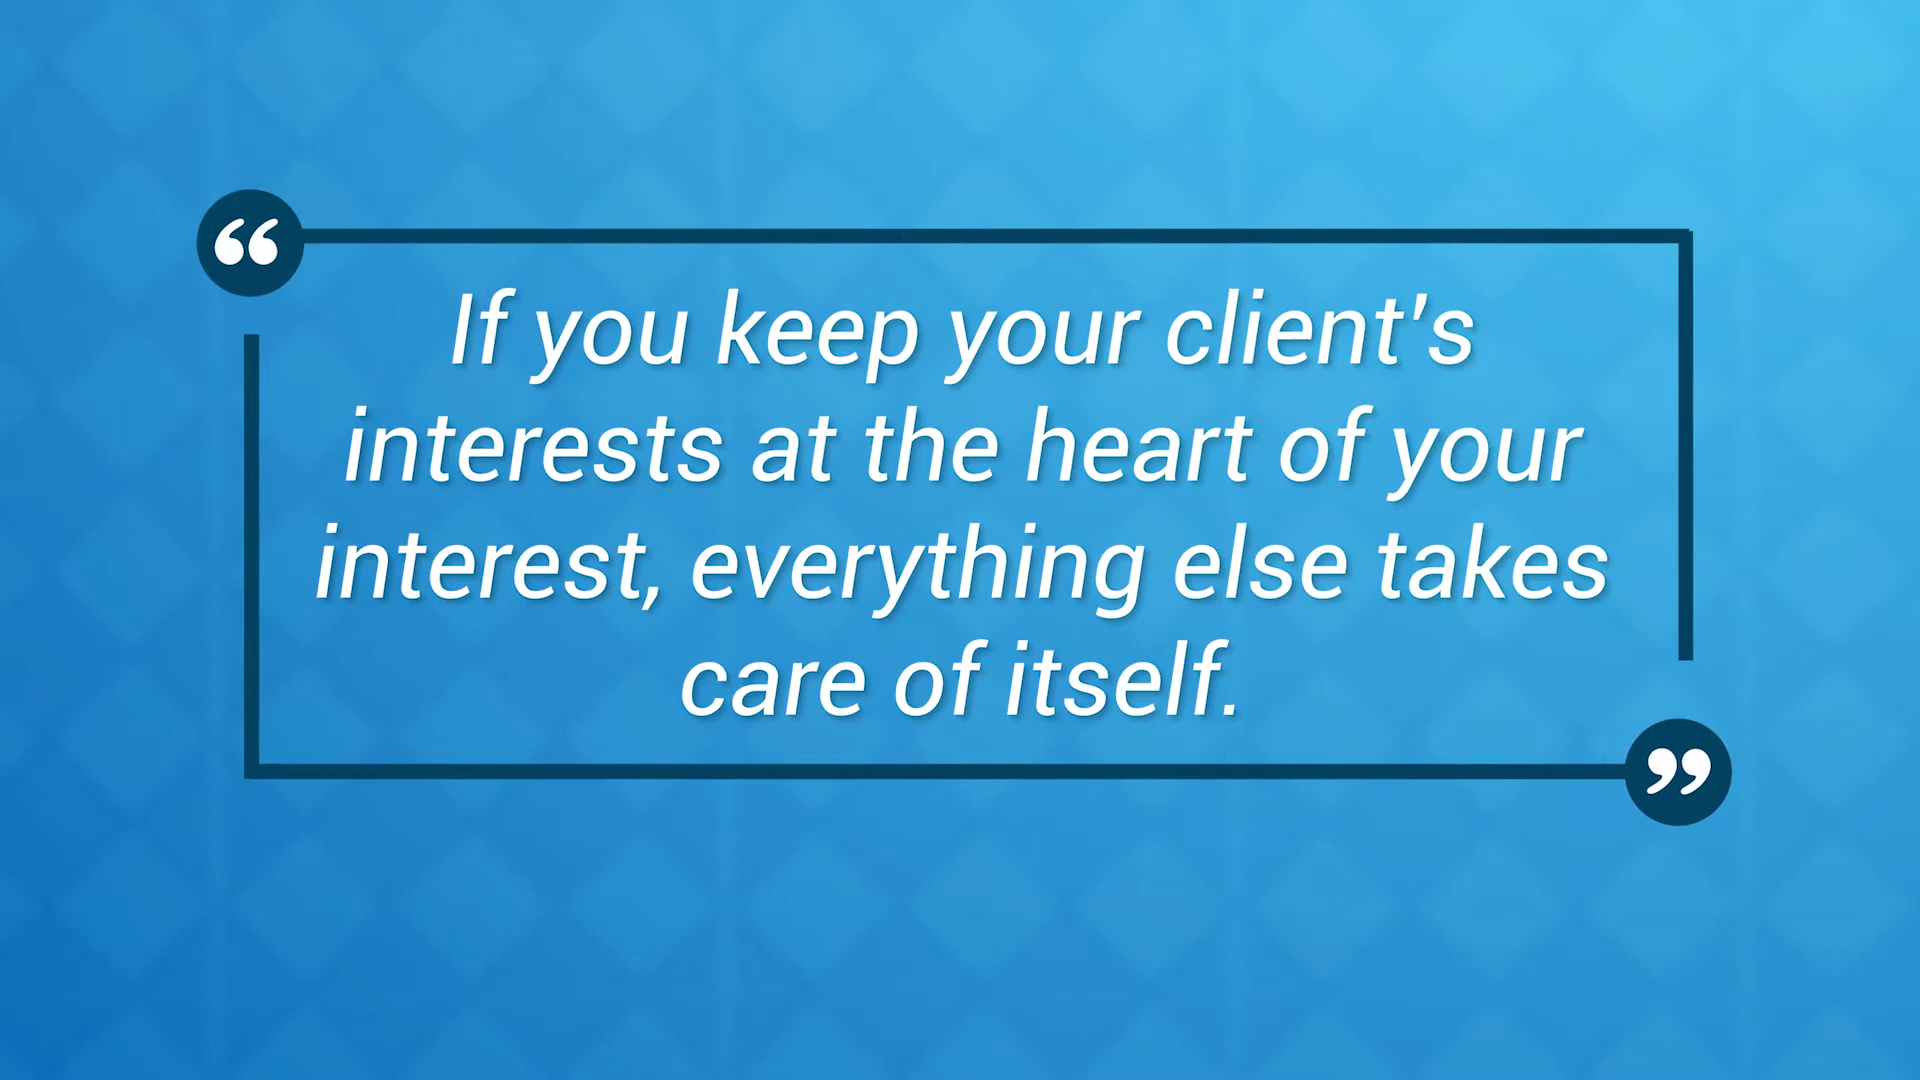 “
If you keep your client's
interests at the heart of your
interest, everything else takes
care of itself.
”